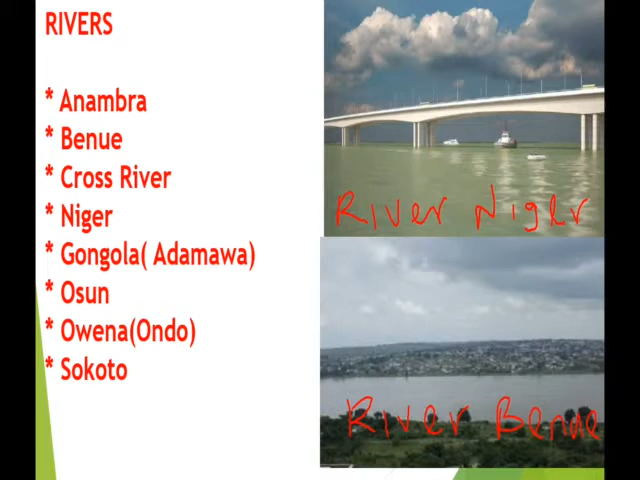 RIVERS
* Anambra
* Benue
* Cross River
* Niger
* Gongola( Adamawa)
* Osun
* Owena(Ondo)
* Sokoto
River Niger
River Benue